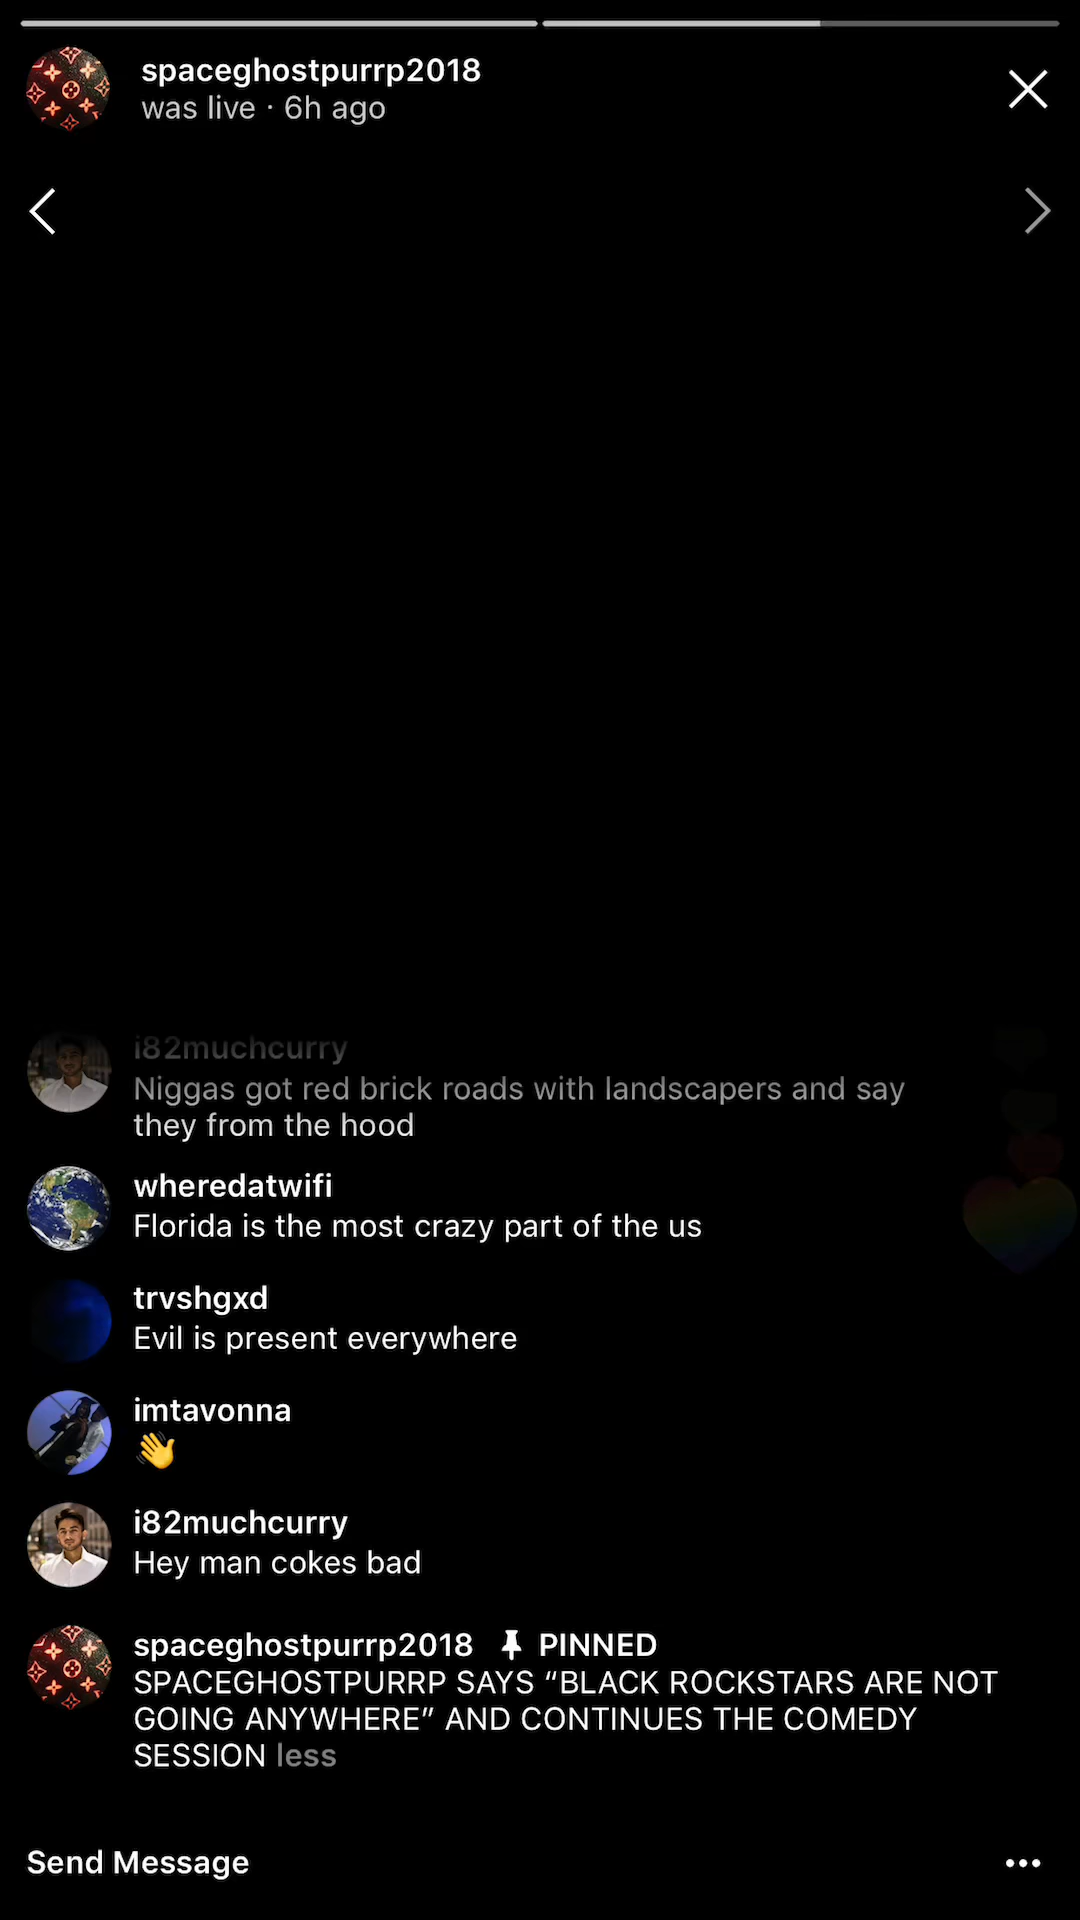 spaceghostpurrp2018
was live · 6h ago
i82muchcurry
Niggas got red brick roads with landscapers and say
they from the hood
wheredatwifi
Florida is the most crazy part of the us
trvshgxd
Evil is present everywhere
imtavonna
👋
i82muchcurry
Hey man cokes bad
spaceghostpurrp2018 PINNED
SPACEGHOSTPURRP SAYS “BLACK ROCKSTARS ARE NOT
GOING ANYWHERE” AND CONTINUES THE COMEDY
SESSION less
Send Message